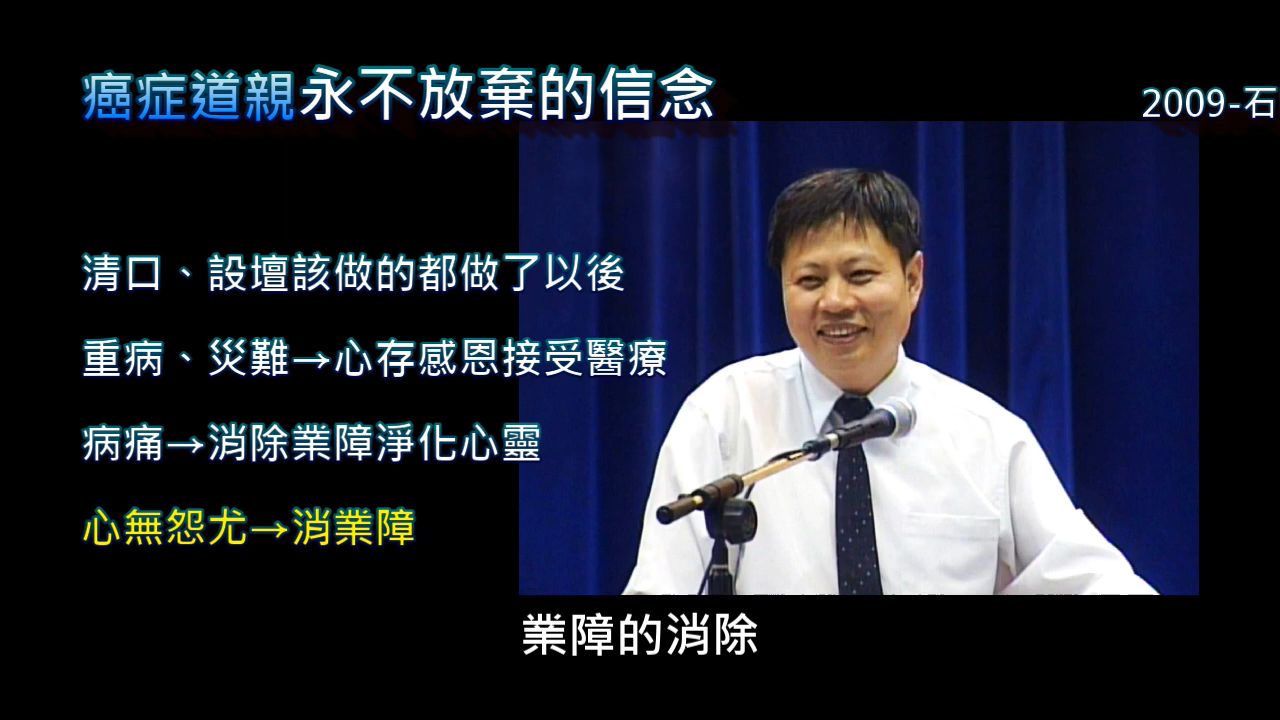 癌症道親永不放棄的信念
2009-石
清口、設壇該做的都做了以後
重病、災難→心存感恩接受醫療
病痛→消除業障淨化心靈
心無怨尤→消業障
業障的消除